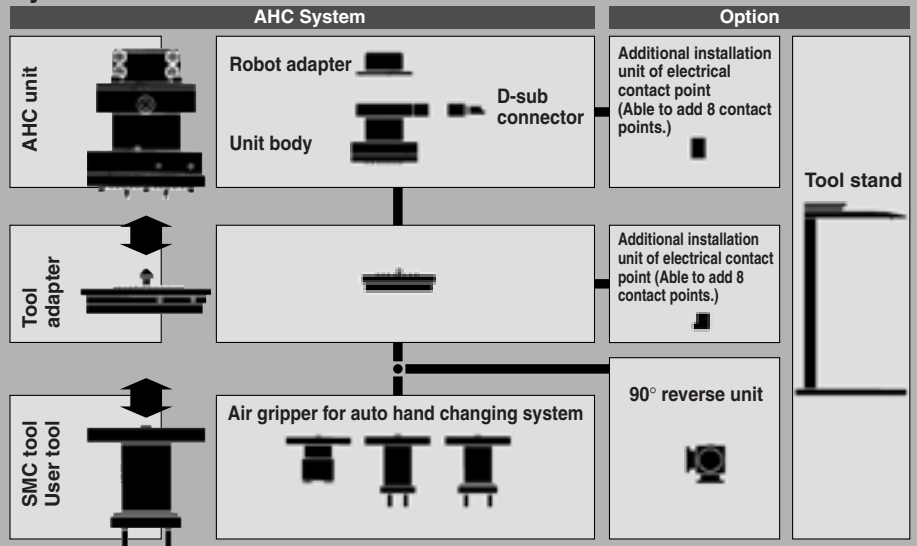 AHC System
Option
AHC unit
Robot adapter
D-sub
connector
Unit body
Additional installation
unit of electrical
contact point
(Able to add 8 contact
points.)
Tool stand
Tool
adapter
Additional installation
unit of electrical contact
point (Able to add 8
contact points.)
SMC tool
User tool
Air gripper for auto hand changing system
90° reverse unit